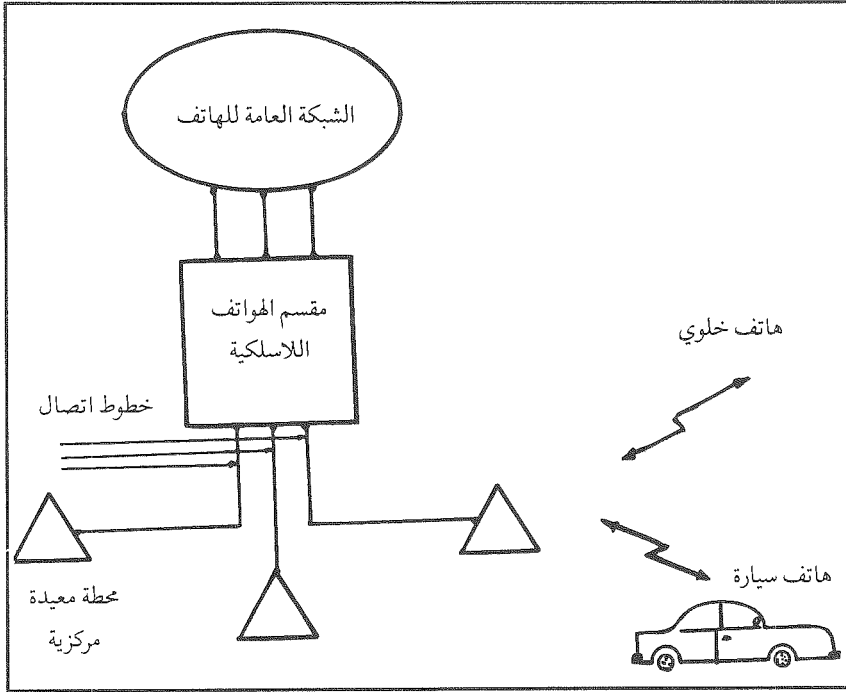 الشبكة العامة للهاتف
مقسم الهواتف
اللاسلكية
هاتف خلوي
خطوط اتصال
هاتف سيارة
محطة معيدة
مركزية